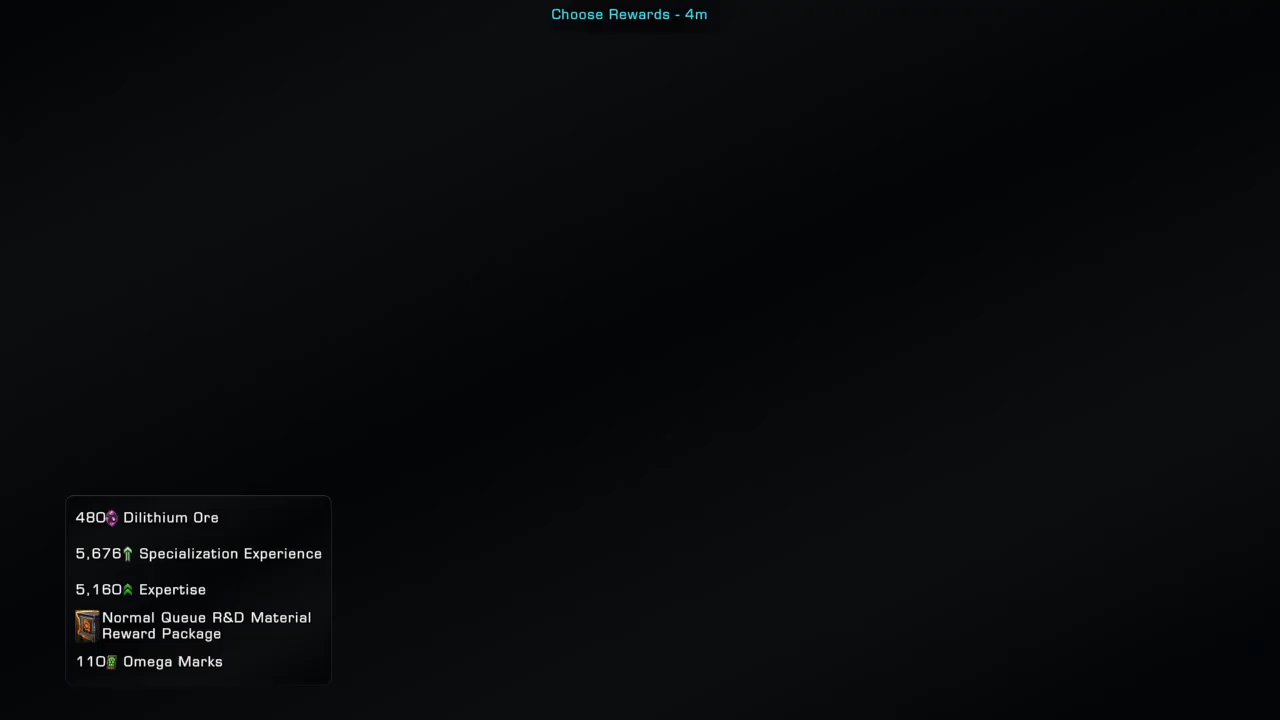 Choose Rewards - 4m
480 Dilithium Ore
5,676 Specialization Experience
5,160 Expertise
Normal Queue R&D Material
Reward Package
110 Omega Marks